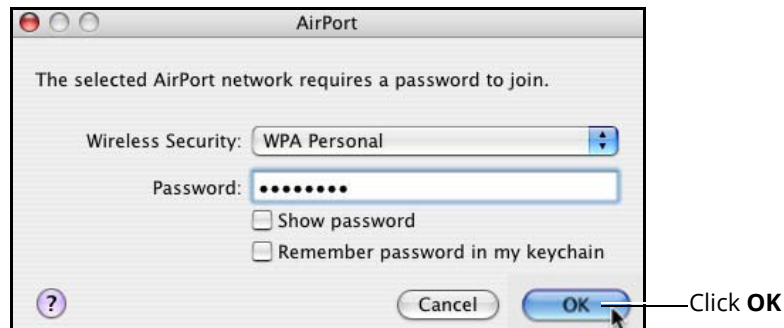 AirPort
The selected AirPort network requires a password to join.
Wireless Security: WPA Personal
Password: ••••••••
Show password
Remember password in my keychain
? Cancel OK Click OK